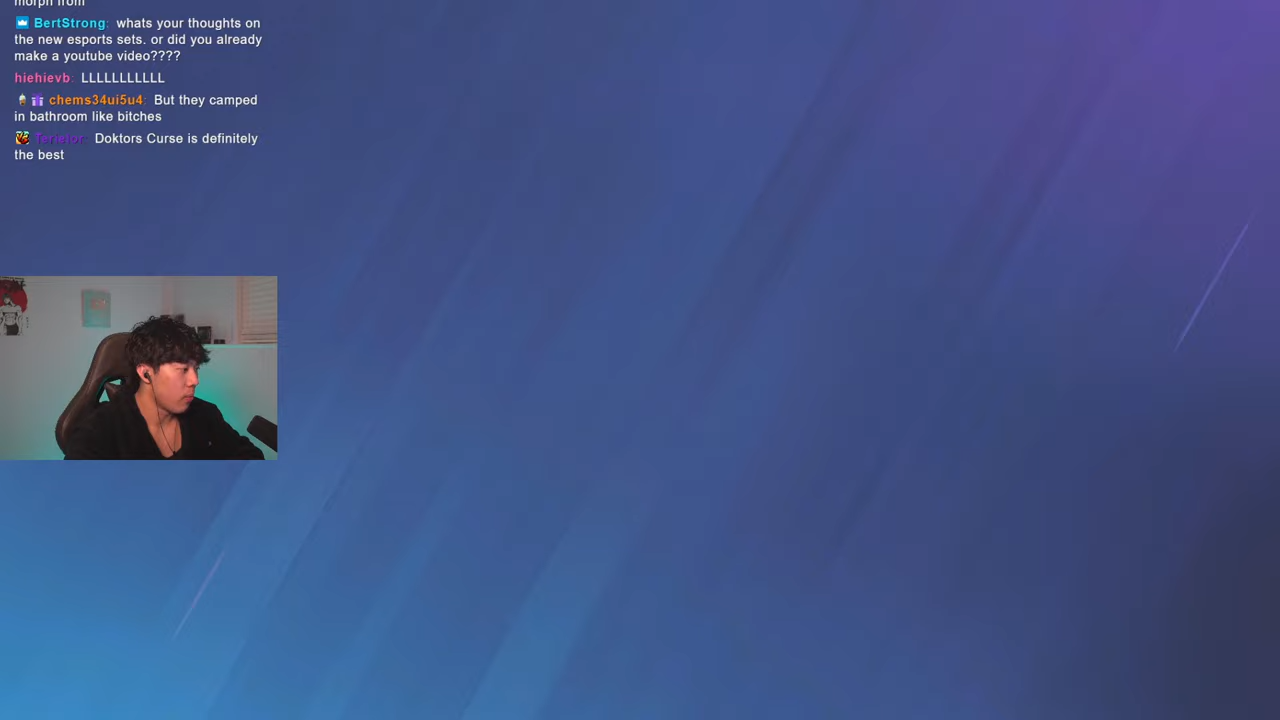 morph from
BertStrong: whats your thoughts on
the new esports sets. or did you already
make a youtube video????
hiehievb: LLLLLLLLLLL
chems34ui5u4: But they camped
in bathroom like bitches
Terielor: Doktors Curse is definitely
the best